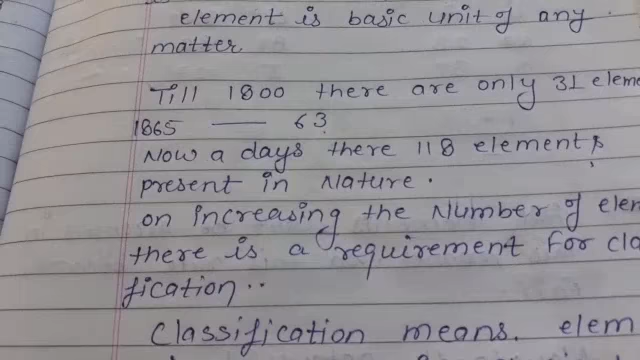 element is basic unit of any
matter
Till 1800 there are only 31 eleme
1865 — 63
Now a days there 118 elements
present in Nature.
on increasing the Number of elem
there is a requirement for cla
fication..
Classification means. elem